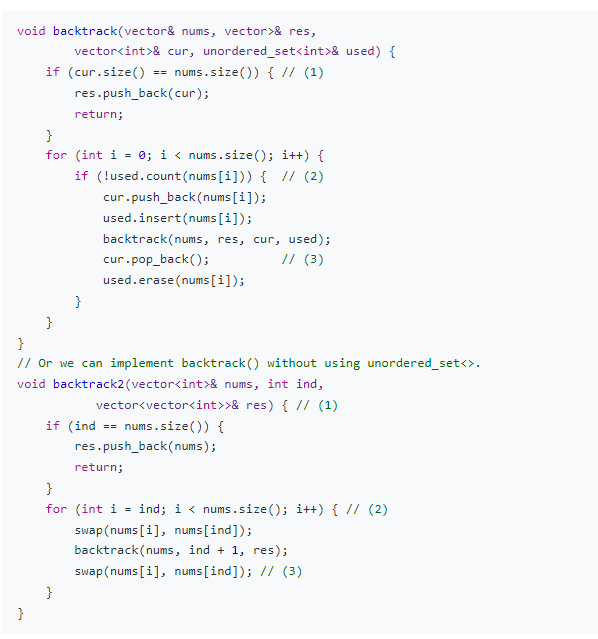 void backtrack(vector& nums, vector>& res,
        vector<int>& cur, unordered_set<int>& used) {
    if (cur.size() == nums.size()) { // (1)
        res.push_back(cur);
        return;
    }
    for (int i = 0; i < nums.size(); i++) {
        if (!used.count(nums[i])) {  // (2)
            cur.push_back(nums[i]);
            used.insert(nums[i]);
            backtrack(nums, res, cur, used);
            cur.pop_back();          // (3)
            used.erase(nums[i]);
        }
    }
}
// Or we can implement backtrack() without using unordered_set<>.
void backtrack2(vector<int>& nums, int ind,
           vector<vector<int>>& res) { // (1)
    if (ind == nums.size()) {
        res.push_back(nums);
        return;
    }
    for (int i = ind; i < nums.size(); i++) { // (2)
        swap(nums[i], nums[ind]);
        backtrack(nums, ind + 1, res);
        swap(nums[i], nums[ind]); // (3)
    }
}